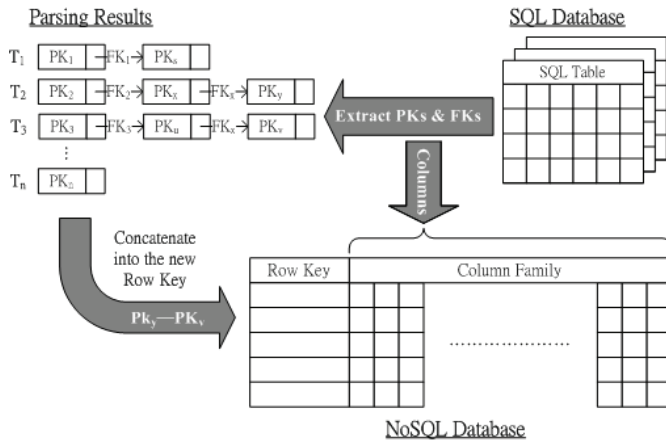 Parsing Results
SQL Database
T1 PK1 FK1 PKs
T2 PK2 FK2 PKx FKx PKy
T3 PK3 FK3 PKu FKx PKv
Tn PKn
SQL Table
Extract PKs & FKs
Columns
Concatenate
into the new
Row Key
Pky—PKv
Row Key
Column Family
NoSQL Database